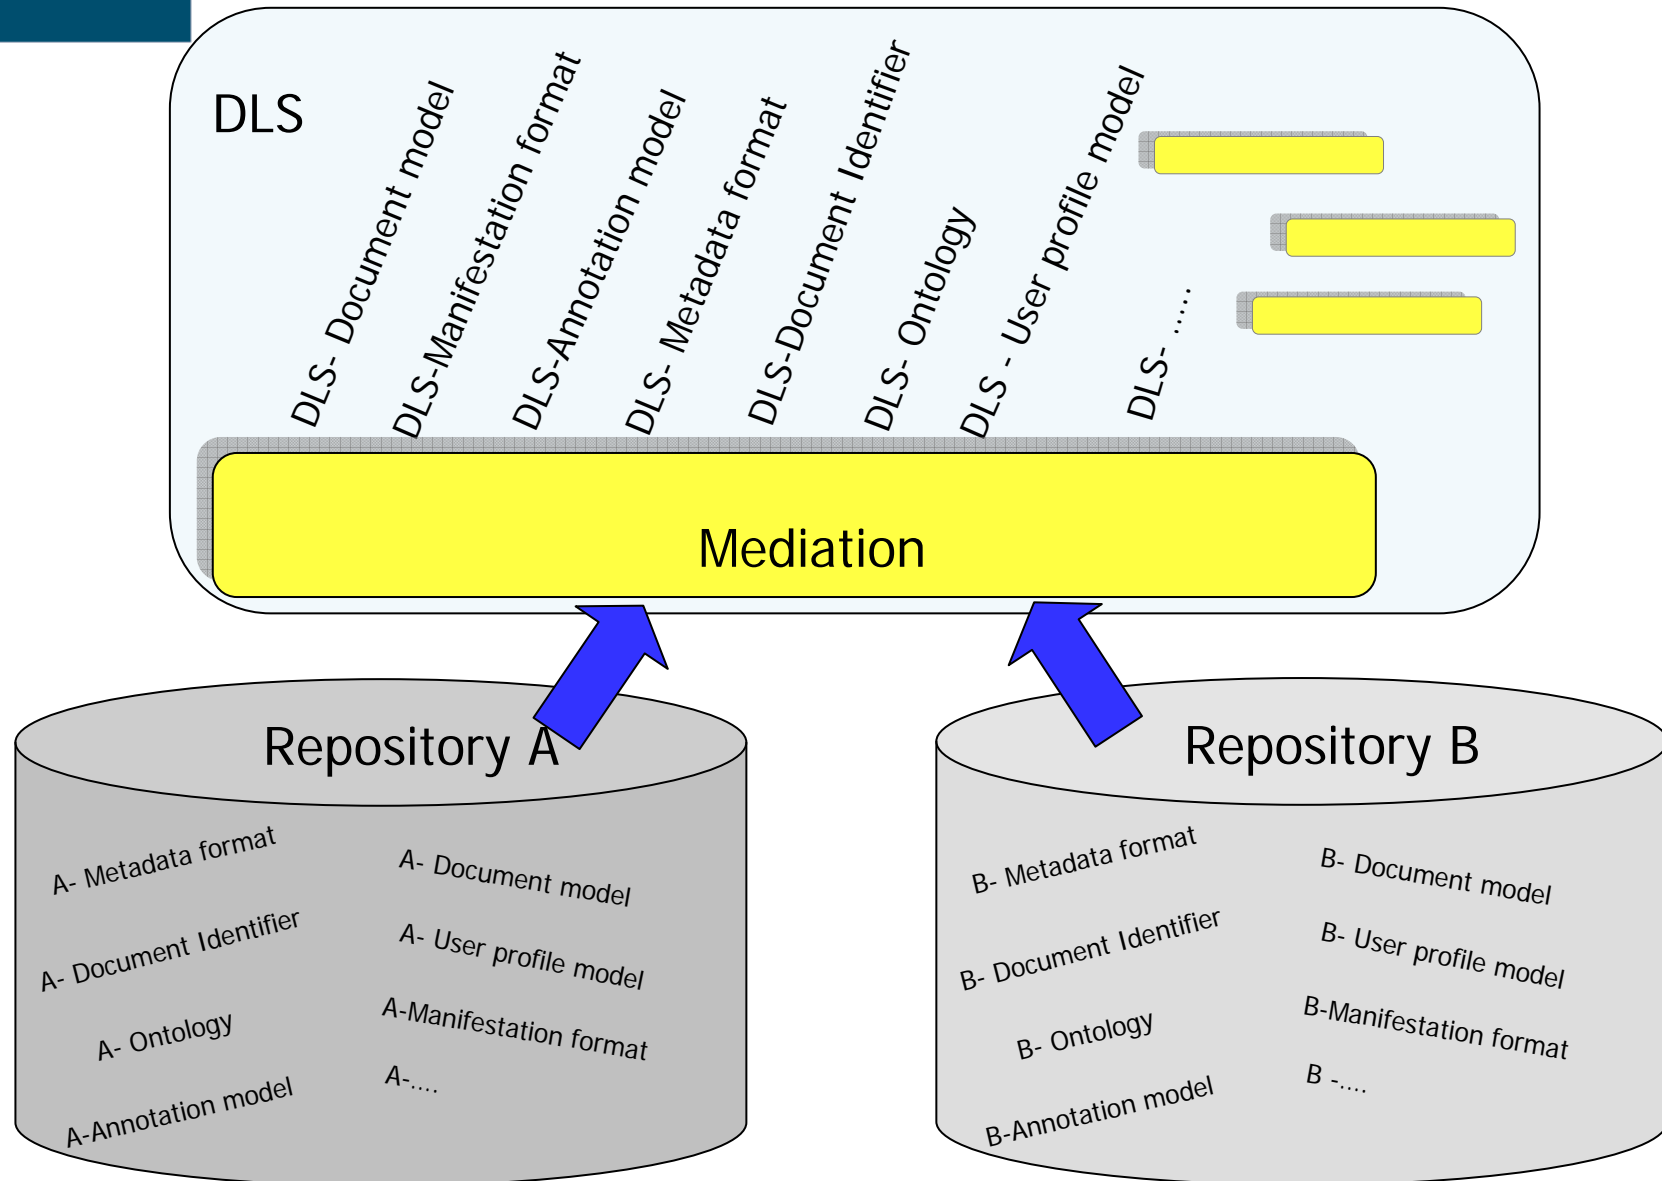 DLS
DLS- Document model
DLS-Manifestation format
DLS-Annotation model
DLS- Metadata format
DLS-Document Identifier
DLS- Ontology
DLS - User profile model
DLS- .....
Mediation
Repository A
A- Metadata format
A- Document Identifier
A- Ontology
A-Annotation model
A- Document model
A- User profile model
A-Manifestation format
A-....
Repository B
B- Metadata format
B- Document Identifier
B- Ontology
B-Annotation model
B- Document model
B- User profile model
B-Manifestation format
B -....